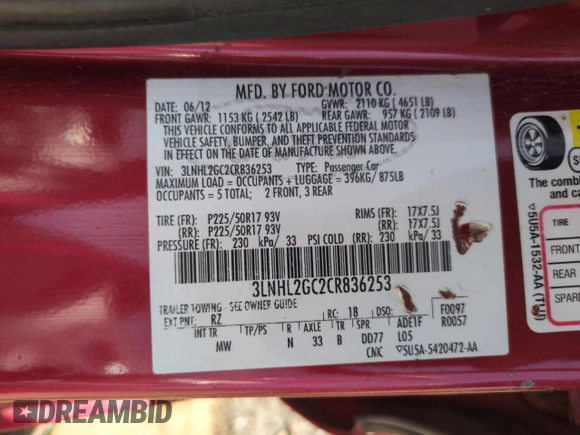 MFD. BY FORD MOTOR CO.
DATE: 06/12 GVWR: 2110 KG ( 4651 LB)
FRONT GAWR: 1153 KG ( 2542 LB) REAR GAWR: 957 KG ( 2109 LB)
THIS VEHICLE CONFORMS TO ALL APPLICABLE FEDERAL MOTOR
VEHICLE SAFETY, BUMPER, AND THEFT PREVENTION STANDARDS
IN EFFECT ON THE DATE OF MANUFACTURE SHOWN ABOVE.
VIN: 3LNHL2GC2CR836253 TYPE: Passenger Car
MAXIMUM LOAD = OCCUPANTS + LUGGAGE = 396KG/ 875LB
OCCUPANTS = 5 TOTAL; 2 FRONT, 3 REAR
TIRE (FR): P225/50R17 93V RIMS (FR): 17X7.5J
(RR): P225/50R17 93V (RR): 17X7.5J
PRESSURE (FR): 230 kPa/ 33 PSI COLD (RR): 230 kPa/ 33
3LNHL2GC2CR836253
TRAILER TOWING - SEE OWNER GUIDE
EXT PNT: RZ RC: 18 DSO: F0097
INT TR TP/PS R AXLE TR SPR ADE1F R0057
MW N 33 B DD77 L05
CNX ▽5U5A-5420472-AA
The combin
and ca
TIRE
FRONT
REAR
SPARE
▽5U5A-1532-AA (TU)
DREAMBID